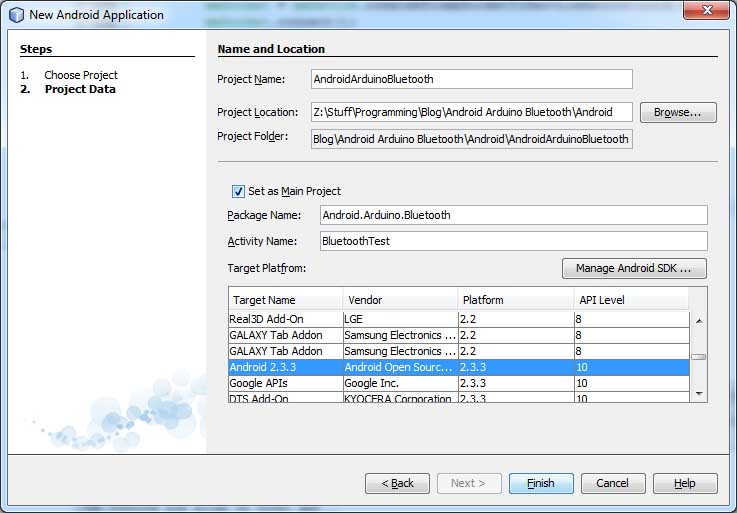 New Android Application
Steps
1. Choose Project
2. Project Data
Name and Location
Project Name: AndroidArduinoBluetooth
Project Location: Z:\Stuff\Programming\Blog\Android Arduino Bluetooth\Android Browse...
Project Folder: Blog\Android Arduino Bluetooth\Android\AndroidArduinoBluetooth
Set as Main Project
Package Name: Android.Arduino.Bluetooth
Activity Name: BluetoothTest
Target Platfrom: Manage Android SDK ...
Target Name Vendor Platform API Level
Real3D Add-On LGE 2.2 8
GALAXY Tab Addon Samsung Electronics ... 2.2 8
GALAXY Tab Addon Samsung Electronics ... 2.2 8
Android 2.3.3 Android Open Sourc... 2.3.3 10
Google APIs Google Inc. 2.3.3 10
DTS Add-On KYOCERA Corporation 2.3.3 10
< Back Next > Finish Cancel Help